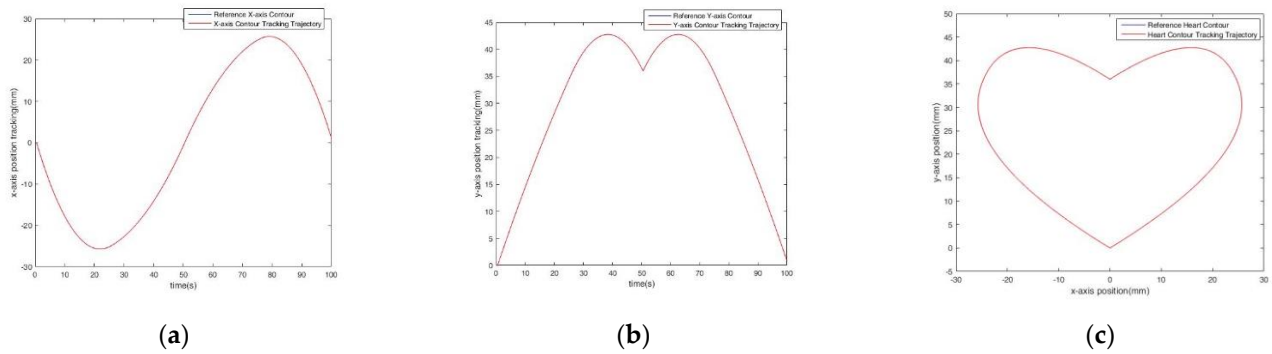 Reference X-axis Contour
X-axis Contour Tracking Trajectory
x-axis position tracking(mm)
30
20
10
0
-10
-20
-30
0 10 20 30 40 50 60 70 80 90 100
time(s)
(a)
Reference Y-axis Contour
Y-axis Contour Tracking Trajectory
y-axis position tracking(mm)
45
40
35
30
25
20
15
10
5
0
0 10 20 30 40 50 60 70 80 90 100
time(s)
(b)
Reference Heart Contour
Heart Contour Tracking Trajectory
y-axis position(mm)
50
45
40
35
30
25
20
15
10
5
0
-5
-30 -20 -10 0 10 20 30
x-axis position(mm)
(c)